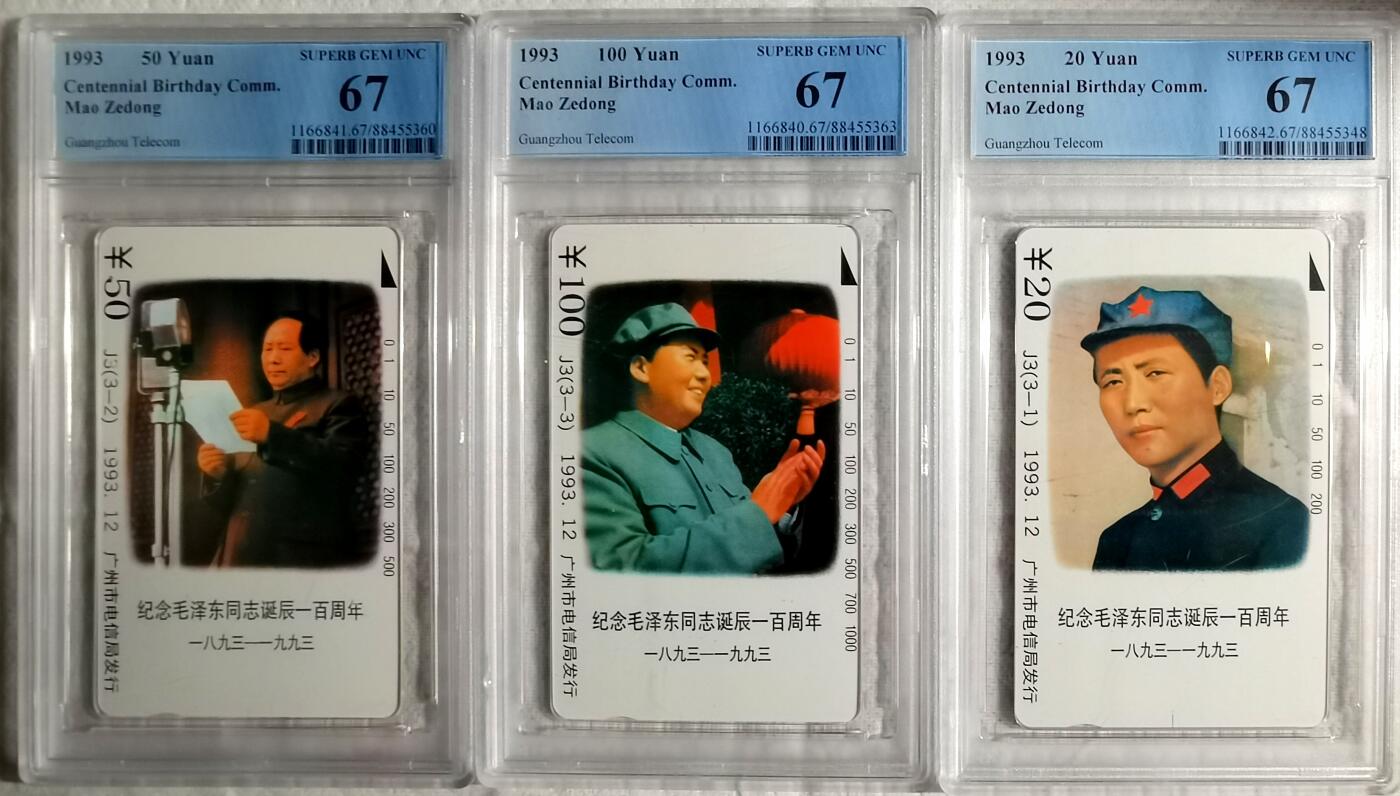 1993 50 Yuan SUPERB GEM UNC
Centennial Birthday Comm. 67
Mao Zedong
1166841.67/88455360
Guangzhou Telecom
¥50 J3(3—2) 1993. 12 广州市电信局发行
0 1 10 50 100 200 300 500
纪念毛泽东同志诞辰一百周年
一八九三—一九九三
1993 100 Yuan SUPERB GEM UNC
Centennial Birthday Comm. 67
Mao Zedong
1166840.67/88455363
Guangzhou Telecom
¥100 J3(3—3) 1993. 12 广州市电信局发行
0 1 10 50 100 200 300 500 700 1000
纪念毛泽东同志诞辰一百周年
一八九三—一九九三
1993 20 Yuan SUPERB GEM UNC
Centennial Birthday Comm. 67
Mao Zedong
1166842.67/88455348
Guangzhou Telecom
¥20 J3(3—1) 1993. 12 广州市电信局发行
0 1 10 50 100 200
纪念毛泽东同志诞辰一百周年
一八九三—一九九三